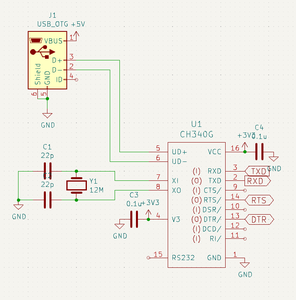 J1
USB_OTG +5V
VBUS 1
D+ 3
D- 2
ID 4
Shield
GND
6 5
GND
U1
CH340G
C4
0.1u
+3V3
GND
5 UD+ VCC 16
6 UD-
(I) RXD 3 TXD
7 XI (O) TXD 2 RXD
8 XO (I) CTS/ 9
(O) RTS/ 14 RTS
(I) DSR/ 10
4 V3 (O) DTR/ 13 DTR
(I) DCD/ 12
(I) RI/ 11
15 RS232 GND 1
GND
C1
22p
22p
Y1
12M
GND
C3
0.1u
+3V3
GND